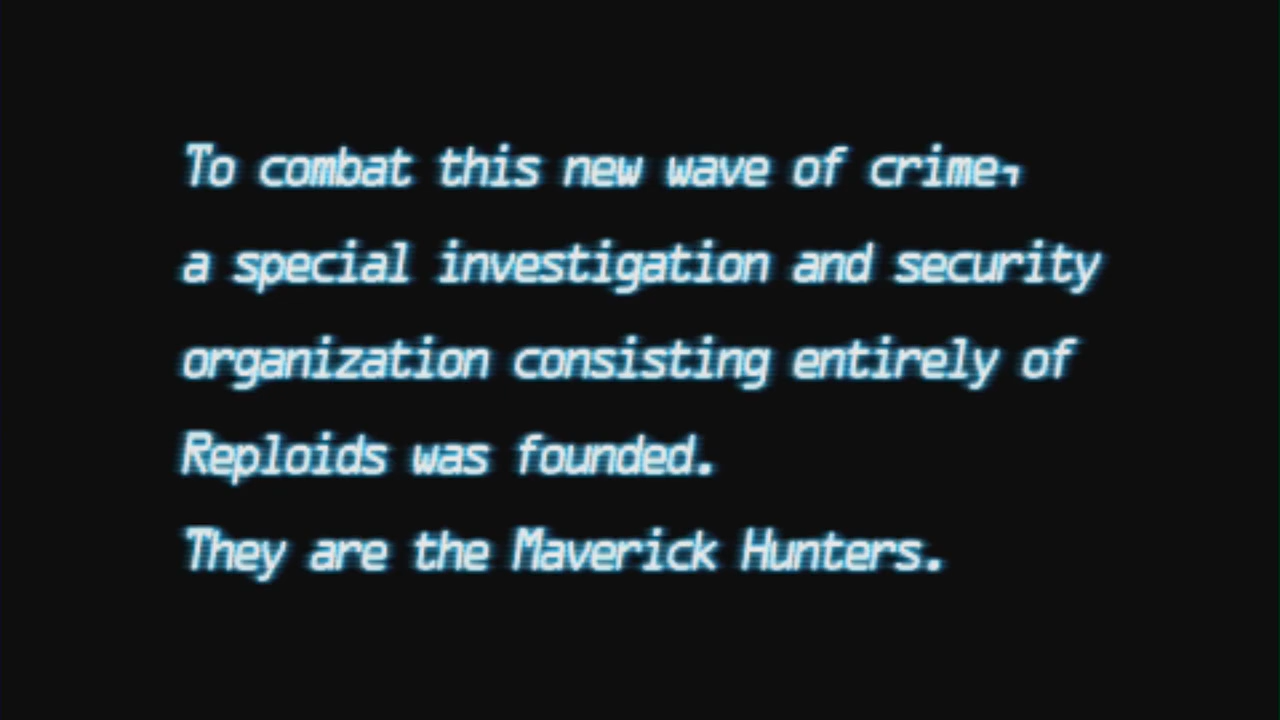 To combat this new wave of crime,
a special investigation and security
organization consisting entirely of
Reploids was founded.
They are the Maverick Hunters.